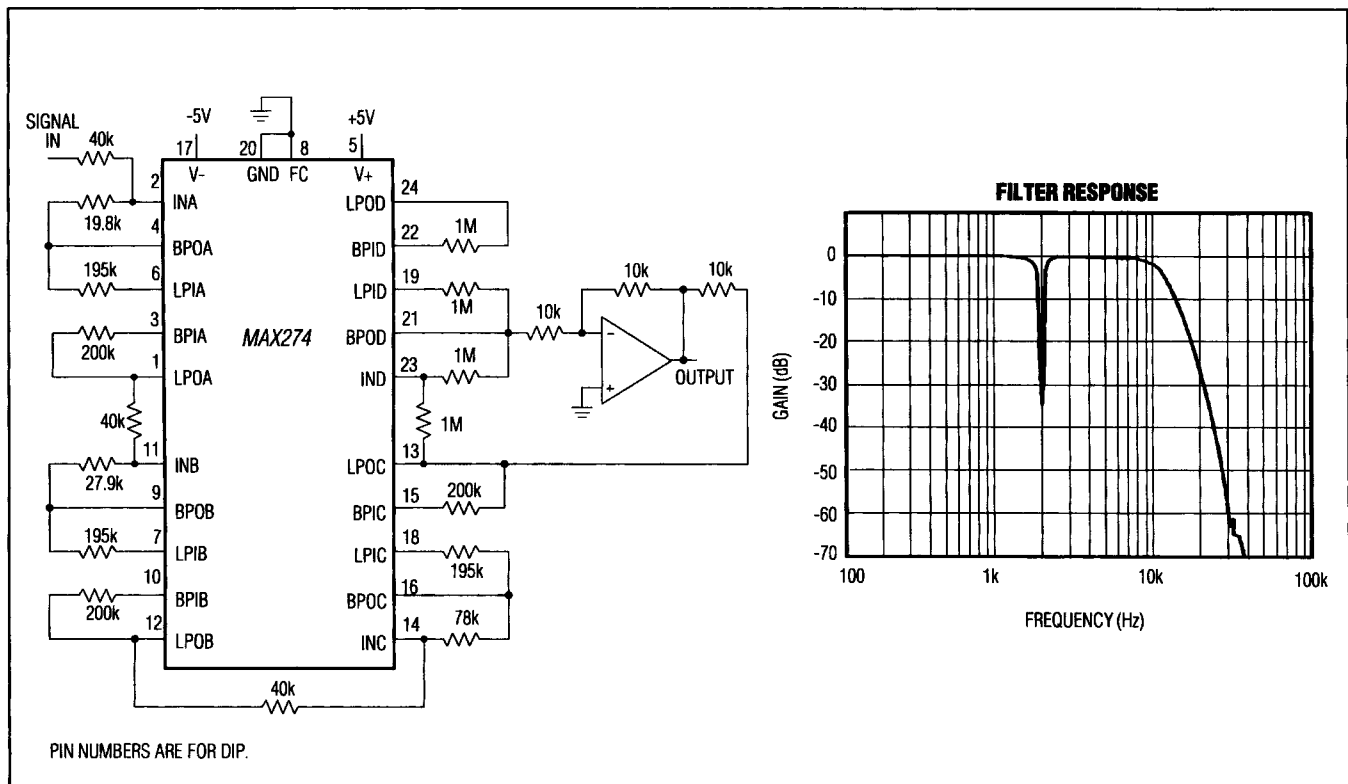 SIGNAL
IN
40k
-5V
+5V
17
20
8
5
V-
GND
FC
V+
2
INA
19.8k
4
BPOA
195k
6
LPIA
3
BPIA
200k
1
LPOA
40k
11
INB
27.9k
9
BPOB
195k
7
LPIB
10
BPIB
200k
12
LPOB
MAX274
24
LPOD
1M
22
BPID
19
LPID
1M
21
BPOD
23
IND
1M
1M
13
LPOC
15
BPIC
200k
18
LPIC
195k
16
BPOC
14
INC
78k
40k
10k
10k
10k
-
+
OUTPUT
PIN NUMBERS ARE FOR DIP.
FILTER RESPONSE
GAIN (dB)
0
-10
-20
-30
-40
-50
-60
-70
100
1k
10k
100k
FREQUENCY (Hz)